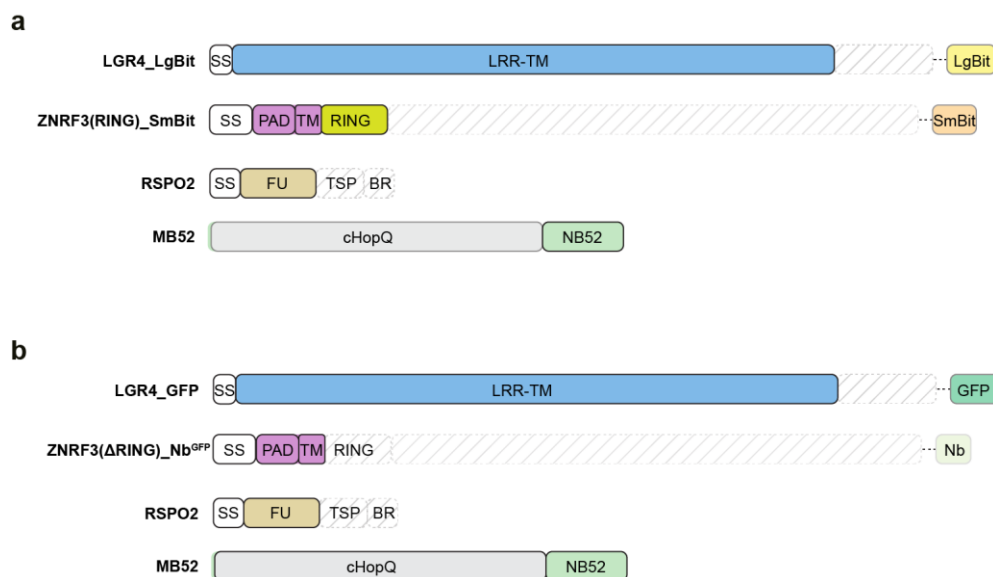 a
LGR4_LgBit SS LRR-TM LgBit
ZNRF3(RING)_SmBit SS PAD TM RING SmBit
RSPO2 SS FU TSP BR
MB52 cHopQ NB52
b
LGR4_GFP SS LRR-TM GFP
ZNRF3(ΔRING)_Nbᴳᶠᴾ SS PAD TM RING Nb
RSPO2 SS FU TSP BR
MB52 cHopQ NB52